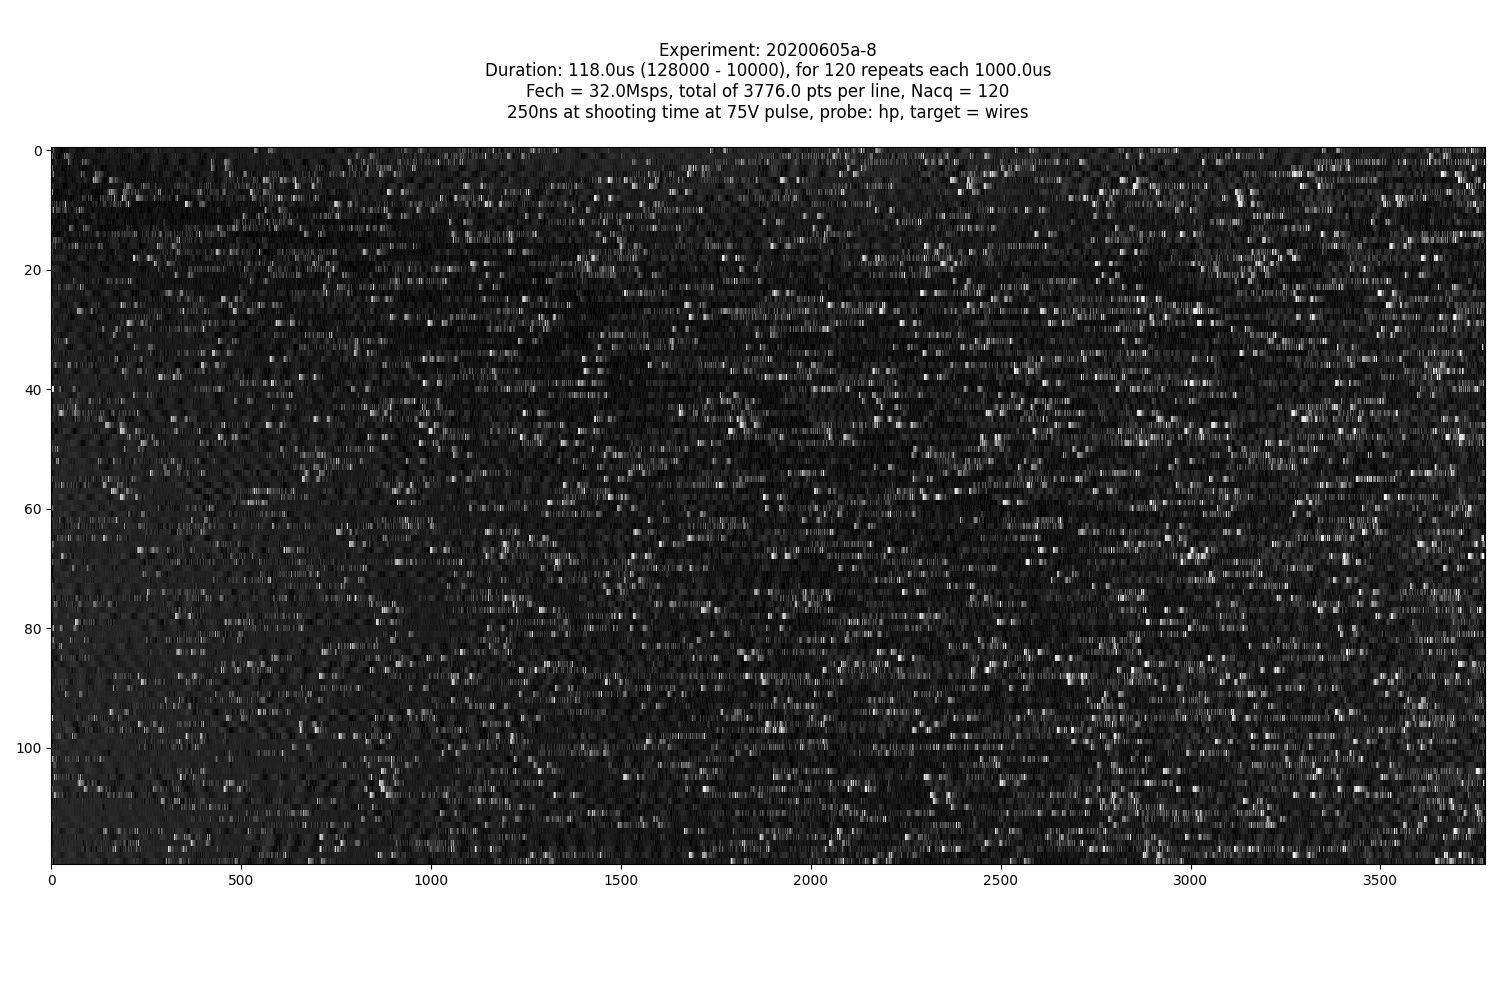 Experiment: 20200605a-8
Duration: 118.0us (128000 - 10000), for 120 repeats each 1000.0us
Fech = 32.0Msps, total of 3776.0 pts per line, Nacq = 120
250ns at shooting time at 75V pulse, probe: hp, target = wires
0
20
40
60
80
100
0 500 1000 1500 2000 2500 3000 3500